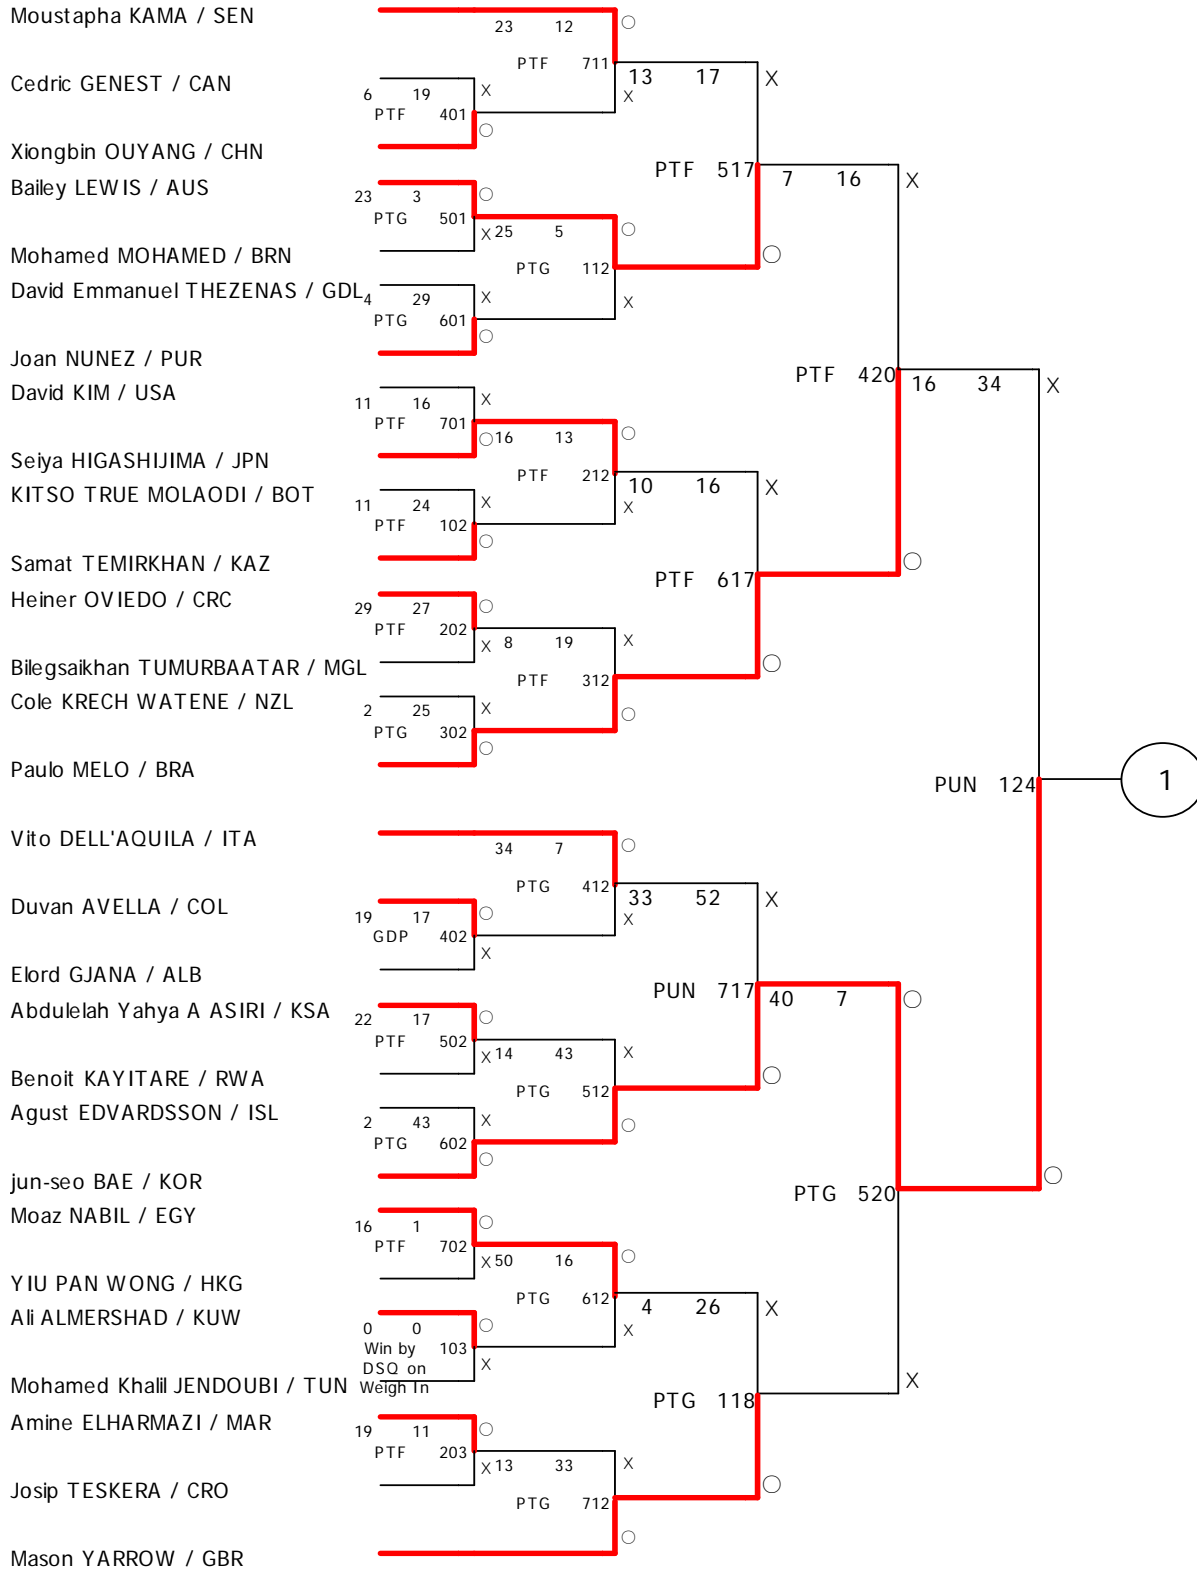 Moustapha KAMA / SEN
23 12
PTF 711
13 17
Cedric GENEST / CAN
6 19
PTF 401
Xiongbin OUYANG / CHN
PTF 517
7 16
Bailey LEWIS / AUS
23 3
PTG 501
25 5
Mohamed MOHAMED / BRN
PTG 112
David Emmanuel THEZENAS / GDL
4 29
PTG 601
Joan NUNEZ / PUR
PTF 420
16 34
David KIM / USA
11 16
PTF 701
16 13
Seiya HIGASHIJIMA / JPN
PTF 212
10 16
KITSO TRUE MOLAODI / BOT
11 24
PTF 102
Samat TEMIRKHAN / KAZ
PTF 617
Heiner OVIEDO / CRC
29 27
PTF 202
8 19
Bilegsaikhan TUMURBAATAR / MGL
PTF 312
Cole KRECH WATENE / NZL
2 25
PTG 302
Paulo MELO / BRA
PUN 124
1
Vito DELL'AQUILA / ITA
34 7
PTG 412
33 52
Duvan AVELLA / COL
19 17
GDP 402
Elord GJANA / ALB
PUN 717
40 7
Abdulelah Yahya A ASIRI / KSA
22 17
PTF 502
14 43
Benoit KAYITARE / RWA
PTG 512
Agust EDVARDSSON / ISL
2 43
PTG 602
jun-seo BAE / KOR
PTG 520
Moaz NABIL / EGY
16 1
PTF 702
50 16
YIU PAN WONG / HKG
PTG 612
4 26
Ali ALMERSHAD / KUW
0 0
Win by 103
DSQ on
Weigh In
Mohamed Khalil JENDOUBI / TUN
PTG 118
Amine ELHARMAZI / MAR
19 11
PTF 203
13 33
Josip TESKERA / CRO
PTG 712
Mason YARROW / GBR